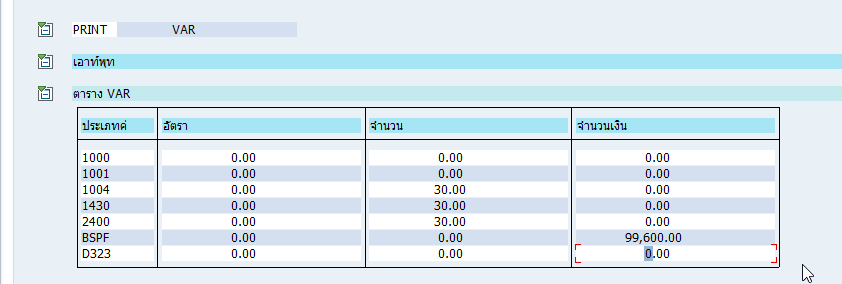 PRINT VAR
เอาท์พุท
ตาราง VAR
ประเภทค่ อัตรา จำนวน จำนวนเงิน
1000 0.00 0.00 0.00
1001 0.00 0.00 0.00
1004 0.00 30.00 0.00
1430 0.00 30.00 0.00
2400 0.00 30.00 0.00
BSPF 0.00 0.00 99,600.00
D323 0.00 0.00 0.00